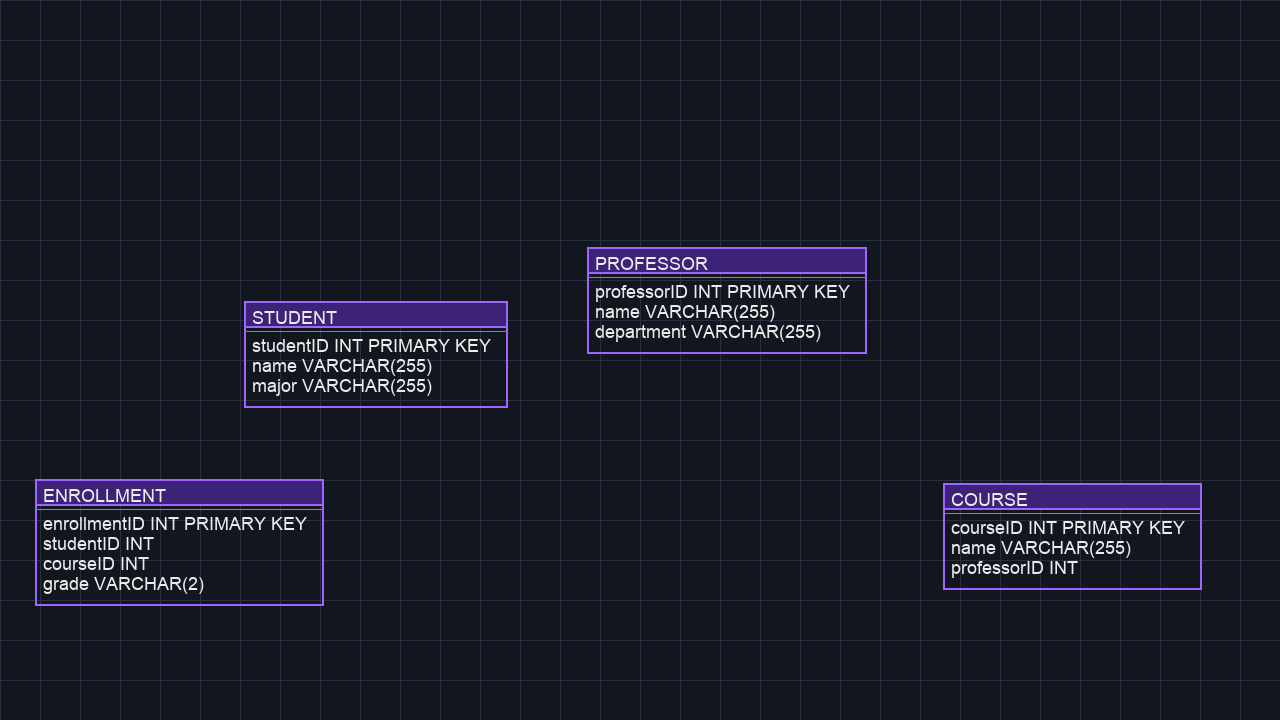 PROFESSOR
professorID INT PRIMARY KEY
name VARCHAR(255)
department VARCHAR(255)
STUDENT
studentID INT PRIMARY KEY
name VARCHAR(255)
major VARCHAR(255)
ENROLLMENT
enrollmentID INT PRIMARY KEY
studentID INT
courseID INT
grade VARCHAR(2)
COURSE
courseID INT PRIMARY KEY
name VARCHAR(255)
professorID INT